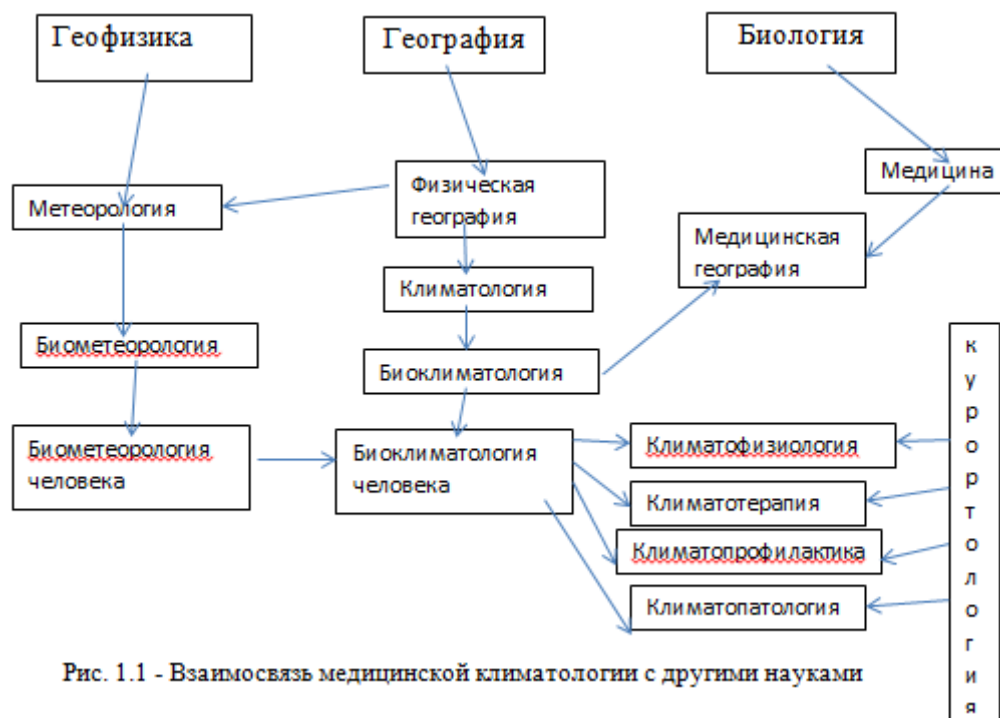 Геофизика
География
Биология
Медицина
Метеорология
Физическая
география
Медицинская
география
Климатология
Биометеорология
Биоклиматология
Биометеорология
человека
Биоклиматология
человека
Климатофизиология
Климатотерапия
Климатопрофилактика
Климатопатология
к
у
р
о
р
т
о
л
о
г
и
я
Рис. 1.1 - Взаимосвязь медицинской климатологии с другими науками